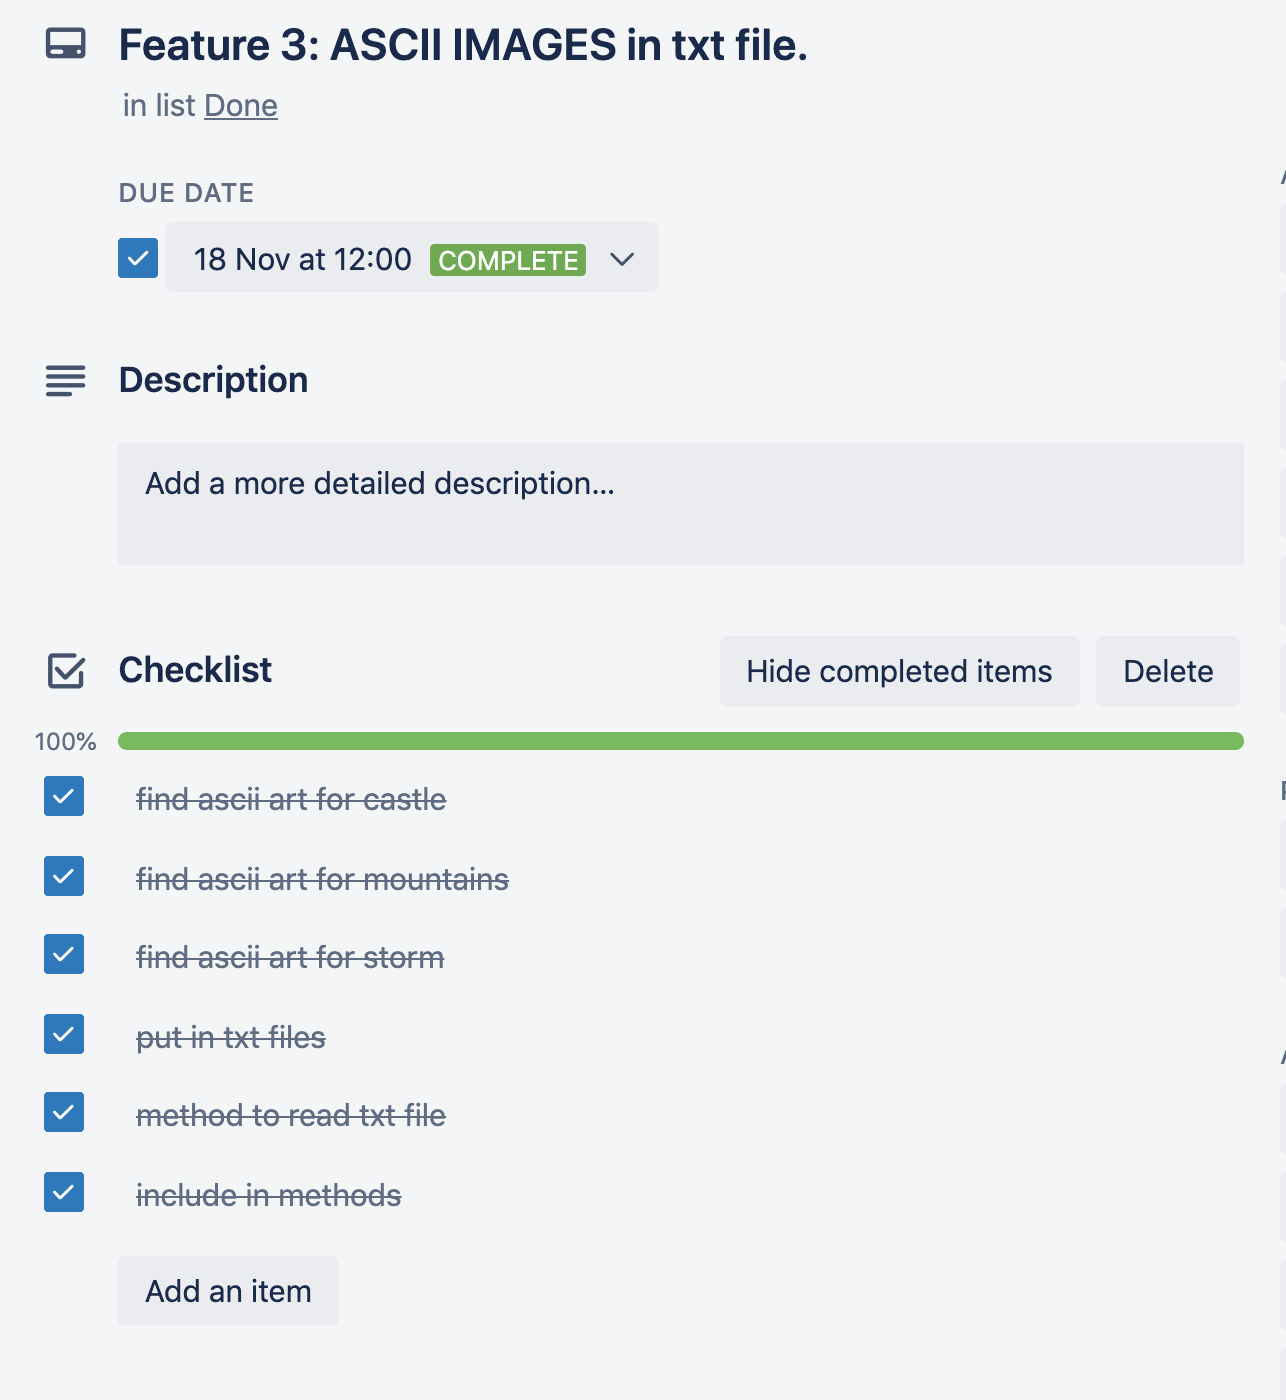 Feature 3: ASCII IMAGES in txt file.
in list Done
DUE DATE
18 Nov at 12:00 COMPLETE
Description
Add a more detailed description...
Checklist Hide completed items Delete
100%
find ascii art for castle
find ascii art for mountains
find ascii art for storm
put in txt files
method to read txt file
include in methods
Add an item